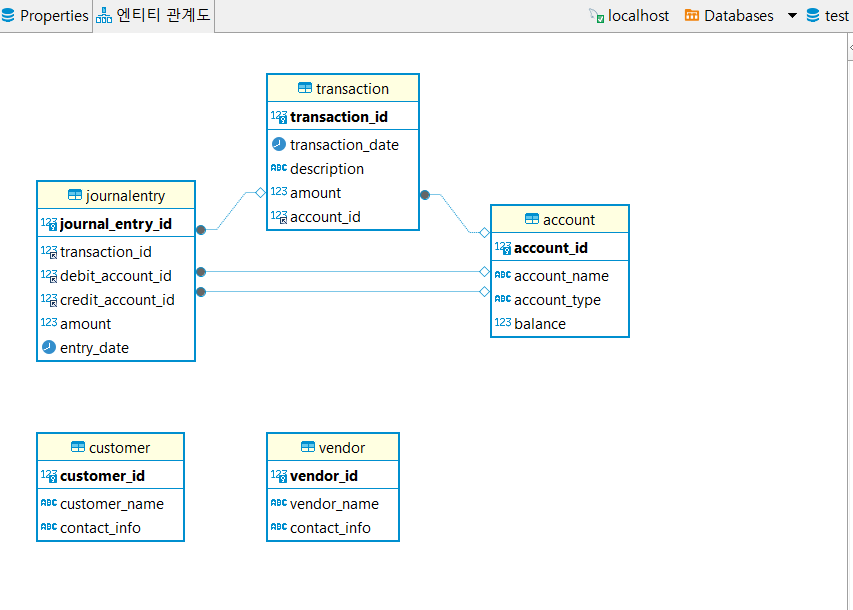 Properties 엔티티 관계도 localhost Databases test
transaction
123 transaction_id
transaction_date
ABC description
123 amount
123 account_id
journalentry
123 journal_entry_id
123 transaction_id
123 debit_account_id
123 credit_account_id
123 amount
entry_date
account
123 account_id
ABC account_name
ABC account_type
123 balance
customer
123 customer_id
ABC customer_name
ABC contact_info
vendor
123 vendor_id
ABC vendor_name
ABC contact_info